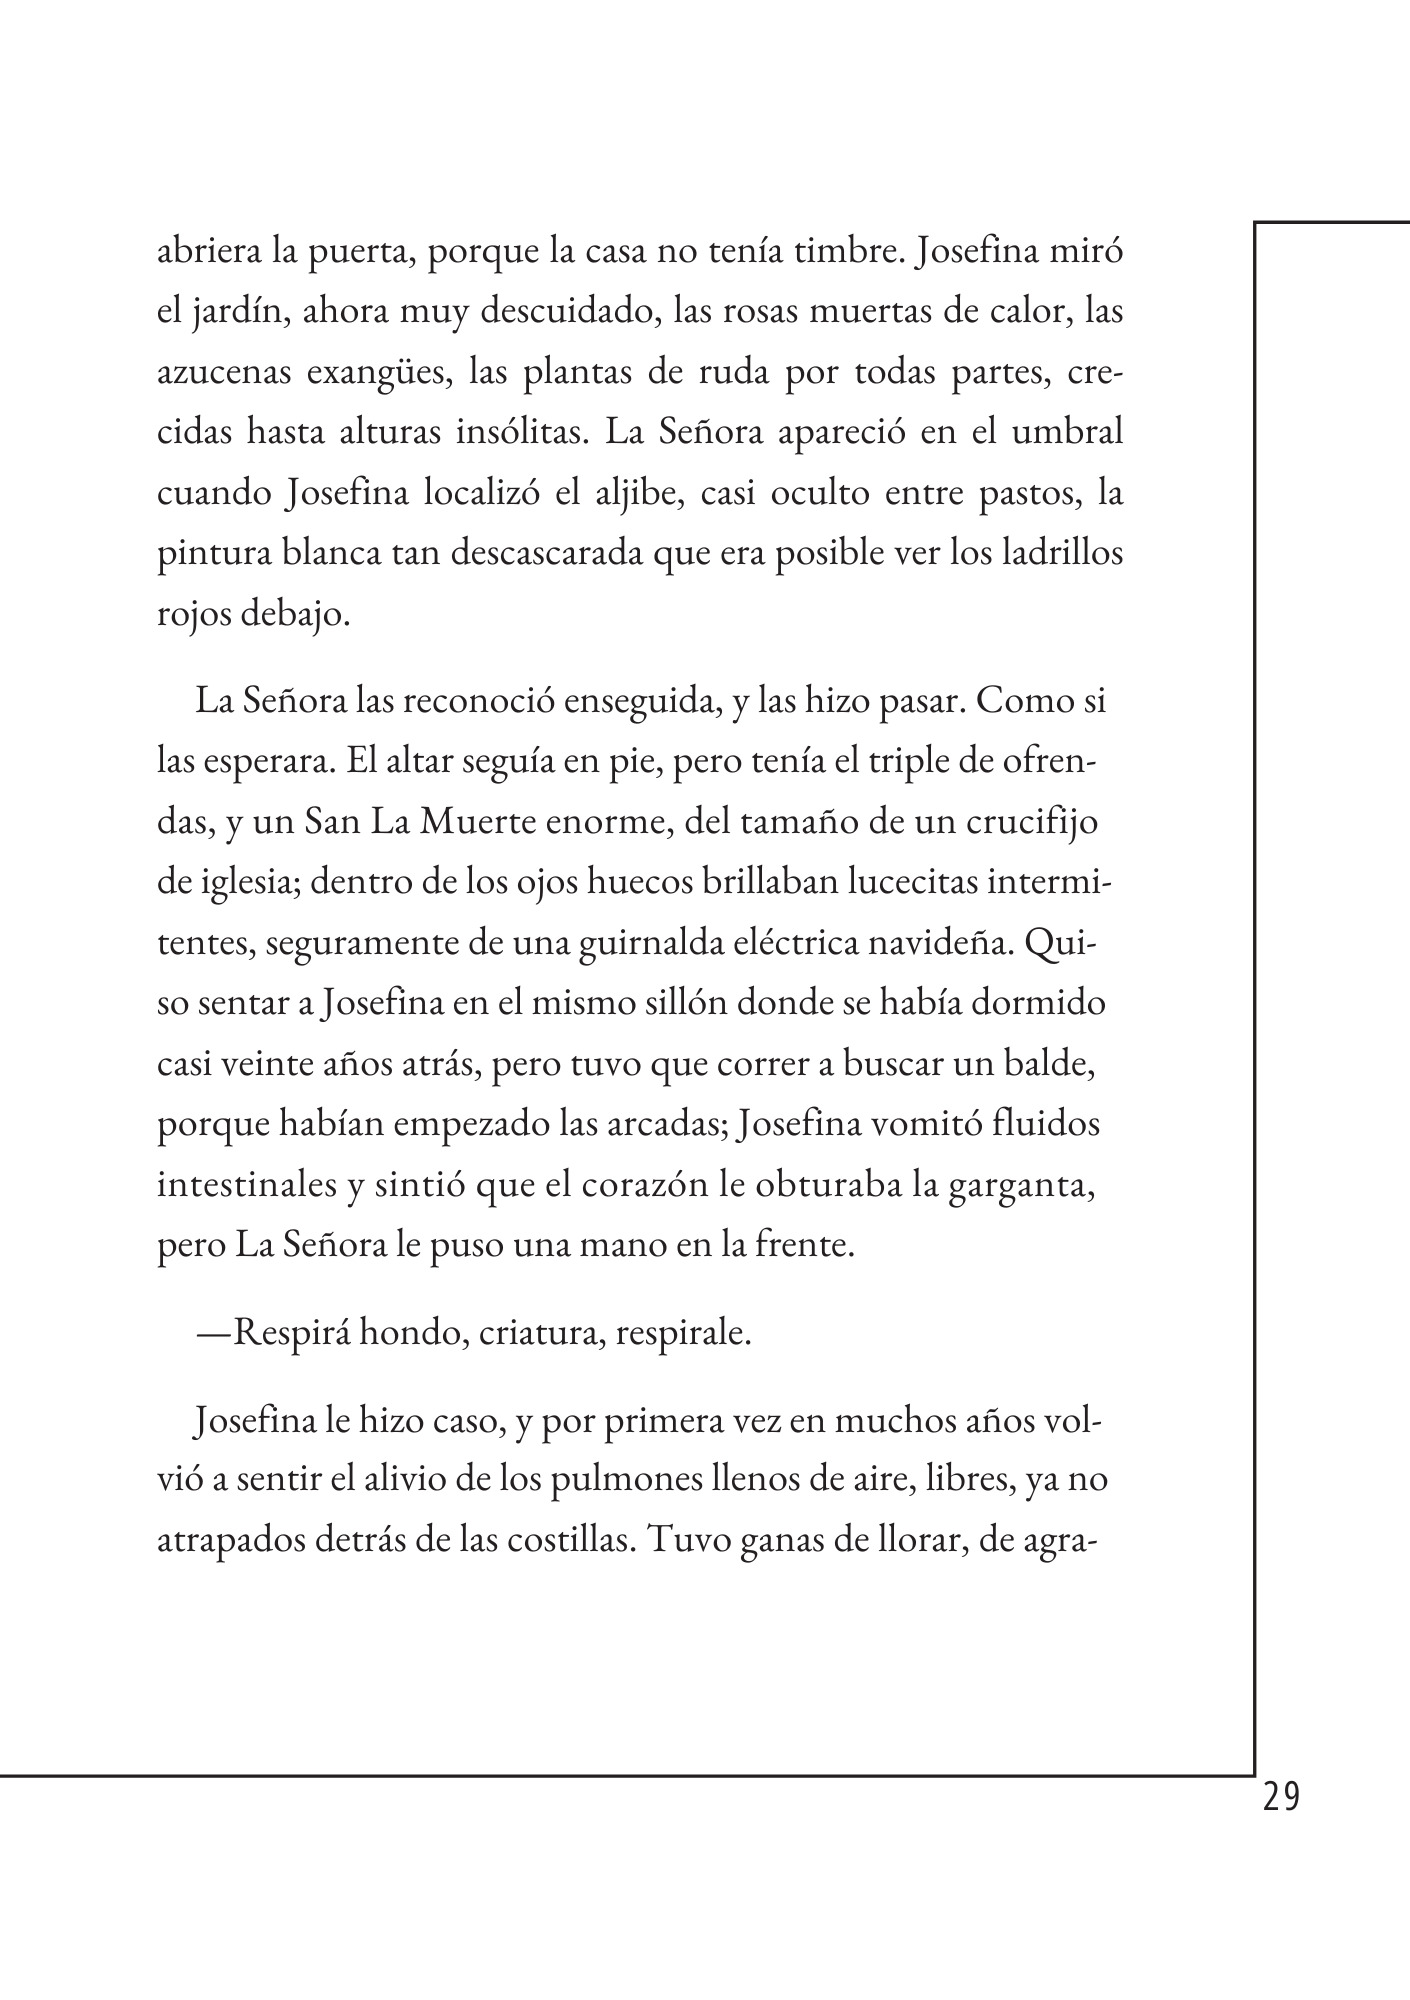 abriera la puerta, porque la casa no tenía timbre. Josefina miró
el jardín, ahora muy descuidado, las rosas muertas de calor, las
azucenas exangües, las plantas de ruda por todas partes, cre-
cidas hasta alturas insólitas. La Señora apareció en el umbral
cuando Josefina localizó el aljibe, casi oculto entre pastos, la
pintura blanca tan descascarada que era posible ver los ladrillos
rojos debajo.
La Señora las reconoció enseguida, y las hizo pasar. Como si
las esperara. El altar seguía en pie, pero tenía el triple de ofren-
das, y un San La Muerte enorme, del tamaño de un crucifijo
de iglesia; dentro de los ojos huecos brillaban lucecitas intermi-
tentes, seguramente de una guirnalda eléctrica navideña. Qui-
so sentar a Josefina en el mismo sillón donde se había dormido
casi veinte años atrás, pero tuvo que correr a buscar un balde,
porque habían empezado las arcadas; Josefina vomitó fluidos
intestinales y sintió que el corazón le obturaba la garganta,
pero La Señora le puso una mano en la frente.
—Respirá hondo, criatura, respirale.
Josefina le hizo caso, y por primera vez en muchos años vol-
vió a sentir el alivio de los pulmones llenos de aire, libres, ya no
atrapados detrás de las costillas. Tuvo ganas de llorar, de agra-
29